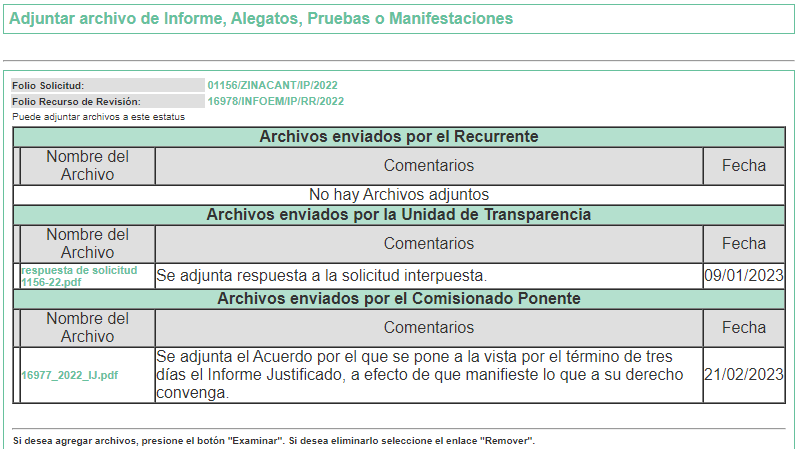 Adjuntar archivo de Informe, Alegatos, Pruebas o Manifestaciones
Folio Solicitud: 01156/ZINACANT/IP/2022
Folio Recurso de Revisión: 16978/INFOEM/IP/RR/2022
Puede adjuntar archivos a este estatus
Archivos enviados por el Recurrente
Nombre del Archivo Comentarios Fecha
No hay Archivos adjuntos
Archivos enviados por la Unidad de Transparencia
Nombre del Archivo Comentarios Fecha
respuesta de solicitud 1156-22.pdf Se adjunta respuesta a la solicitud interpuesta. 09/01/2023
Archivos enviados por el Comisionado Ponente
Nombre del Archivo Comentarios Fecha
Se adjunta el Acuerdo por el que se pone a la vista por el término de tres
16977_2022_IJ.pdf días el Informe Justificado, a efecto de que manifieste lo que a su derecho 21/02/2023
convenga.
Si desea agregar archivos, presione el botón "Examinar". Si desea eliminarlo seleccione el enlace "Remover".